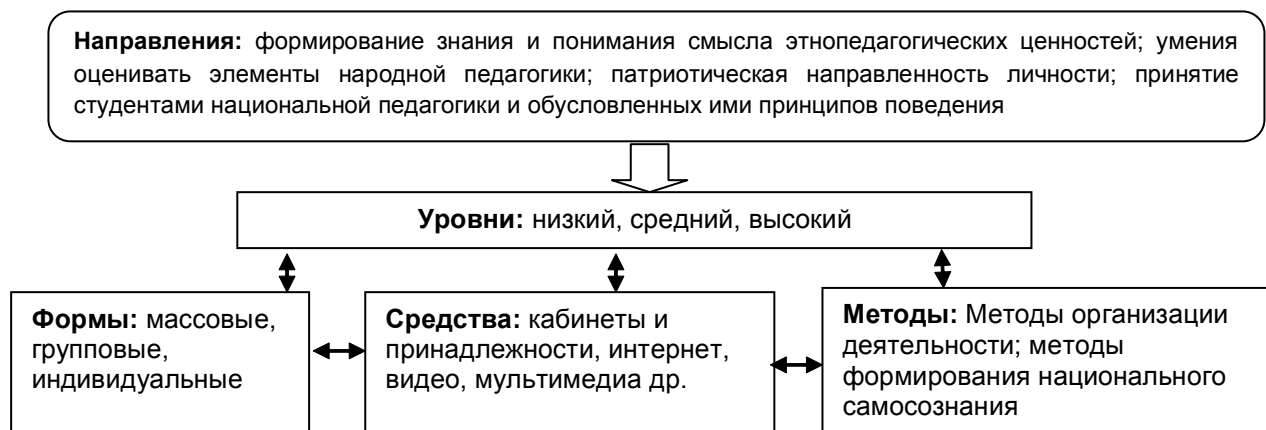 Направления: формирование знания и понимания смысла этнопедагогических ценностей; умения
оценивать элементы народной педагогики; патриотическая направленность личности; принятие
студентами национальной педагогики и обусловленных ими принципов поведения
Уровни: низкий, средний, высокий
Формы: массовые,
групповые,
индивидуальные
Средства: кабинеты и
принадлежности, интернет,
видео, мультимедиа др.
Методы: Методы организации
деятельности; методы
формирования национального
самосознания